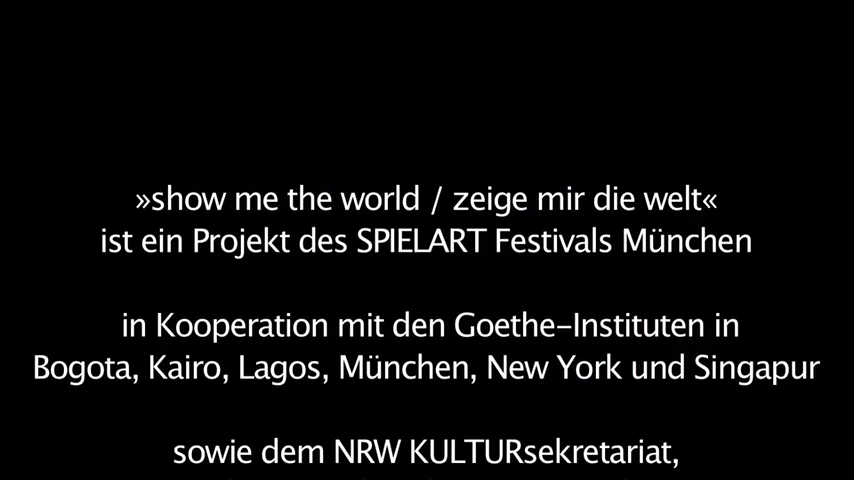 »show me the world / zeige mir die welt«
ist ein Projekt des SPIELART Festivals München
in Kooperation mit den Goethe-Instituten in
Bogota, Kairo, Lagos, München, New York und Singapur
sowie dem NRW KULTURsekretariat,